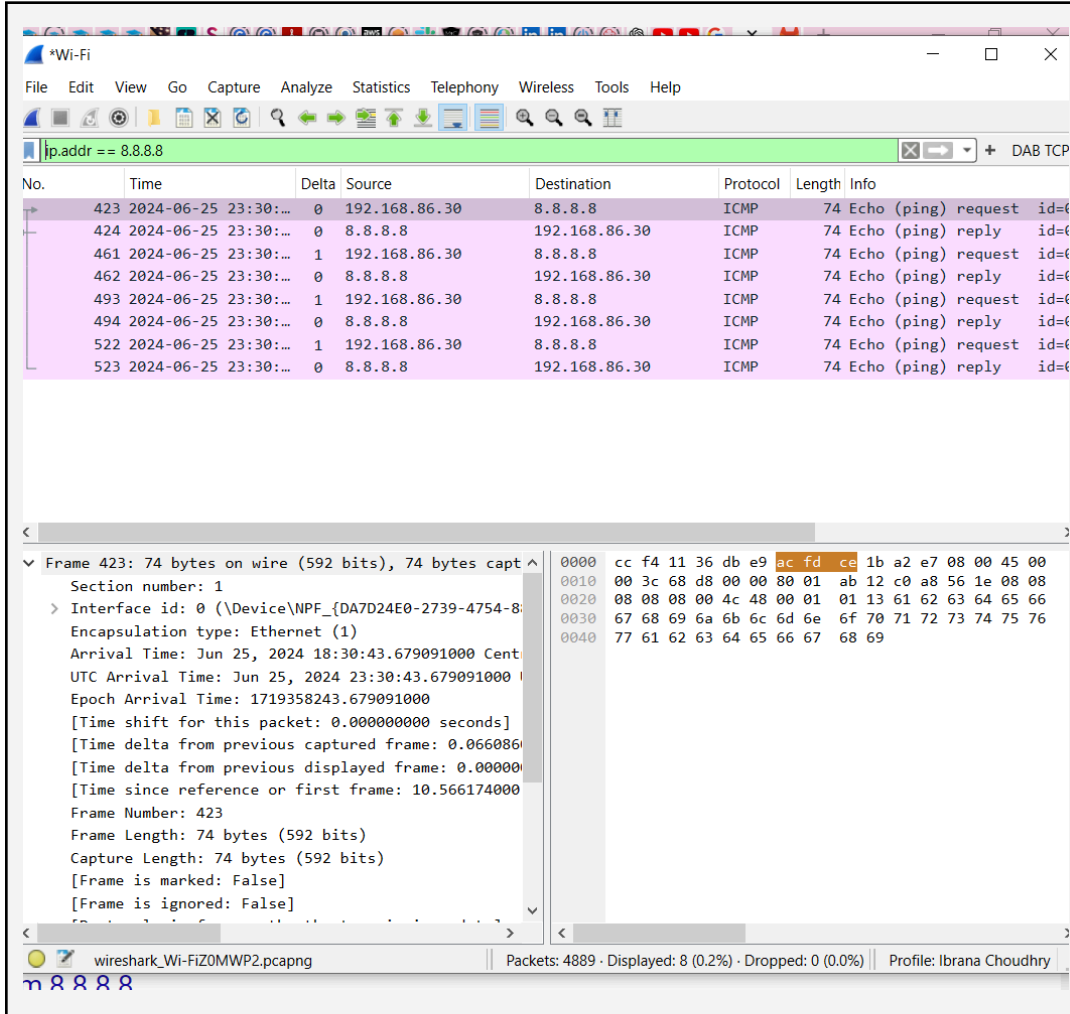 *Wi-Fi
File Edit View Go Capture Analyze Statistics Telephony Wireless Tools Help
ip.addr == 8.8.8.8 + DAB TCP
No. Time Delta Source Destination Protocol Length Info
423 2024-06-25 23:30:… 0 192.168.86.30 8.8.8.8 ICMP 74 Echo (ping) request id=0
424 2024-06-25 23:30:… 0 8.8.8.8 192.168.86.30 ICMP 74 Echo (ping) reply id=0
461 2024-06-25 23:30:… 1 192.168.86.30 8.8.8.8 ICMP 74 Echo (ping) request id=0
462 2024-06-25 23:30:… 0 8.8.8.8 192.168.86.30 ICMP 74 Echo (ping) reply id=0
493 2024-06-25 23:30:… 1 192.168.86.30 8.8.8.8 ICMP 74 Echo (ping) request id=0
494 2024-06-25 23:30:… 0 8.8.8.8 192.168.86.30 ICMP 74 Echo (ping) reply id=0
522 2024-06-25 23:30:… 1 192.168.86.30 8.8.8.8 ICMP 74 Echo (ping) request id=0
523 2024-06-25 23:30:… 0 8.8.8.8 192.168.86.30 ICMP 74 Echo (ping) reply id=0
Frame 423: 74 bytes on wire (592 bits), 74 bytes capt
Section number: 1
Interface id: 0 (\Device\NPF_{DA7D24E0-2739-4754-8
Encapsulation type: Ethernet (1)
Arrival Time: Jun 25, 2024 18:30:43.679091000 Cent
UTC Arrival Time: Jun 25, 2024 23:30:43.679091000
Epoch Arrival Time: 1719358243.679091000
[Time shift for this packet: 0.000000000 seconds]
[Time delta from previous captured frame: 0.066086
[Time delta from previous displayed frame: 0.00000
[Time since reference or first frame: 10.566174000
Frame Number: 423
Frame Length: 74 bytes (592 bits)
Capture Length: 74 bytes (592 bits)
[Frame is marked: False]
[Frame is ignored: False]
0000 cc f4 11 36 db e9 ac fd ce 1b a2 e7 08 00 45 00
0010 00 3c 68 d8 00 00 80 01 ab 12 c0 a8 56 1e 08 08
0020 08 08 08 00 4c 48 00 01 01 13 61 62 63 64 65 66
0030 67 68 69 6a 6b 6c 6d 6e 6f 70 71 72 73 74 75 76
0040 77 61 62 63 64 65 66 67 68 69
wireshark_Wi-FiZ0MWP2.pcapng Packets: 4889 · Displayed: 8 (0.2%) · Dropped: 0 (0.0%) Profile: Ibrana Choudhry
m 8.8.8.8